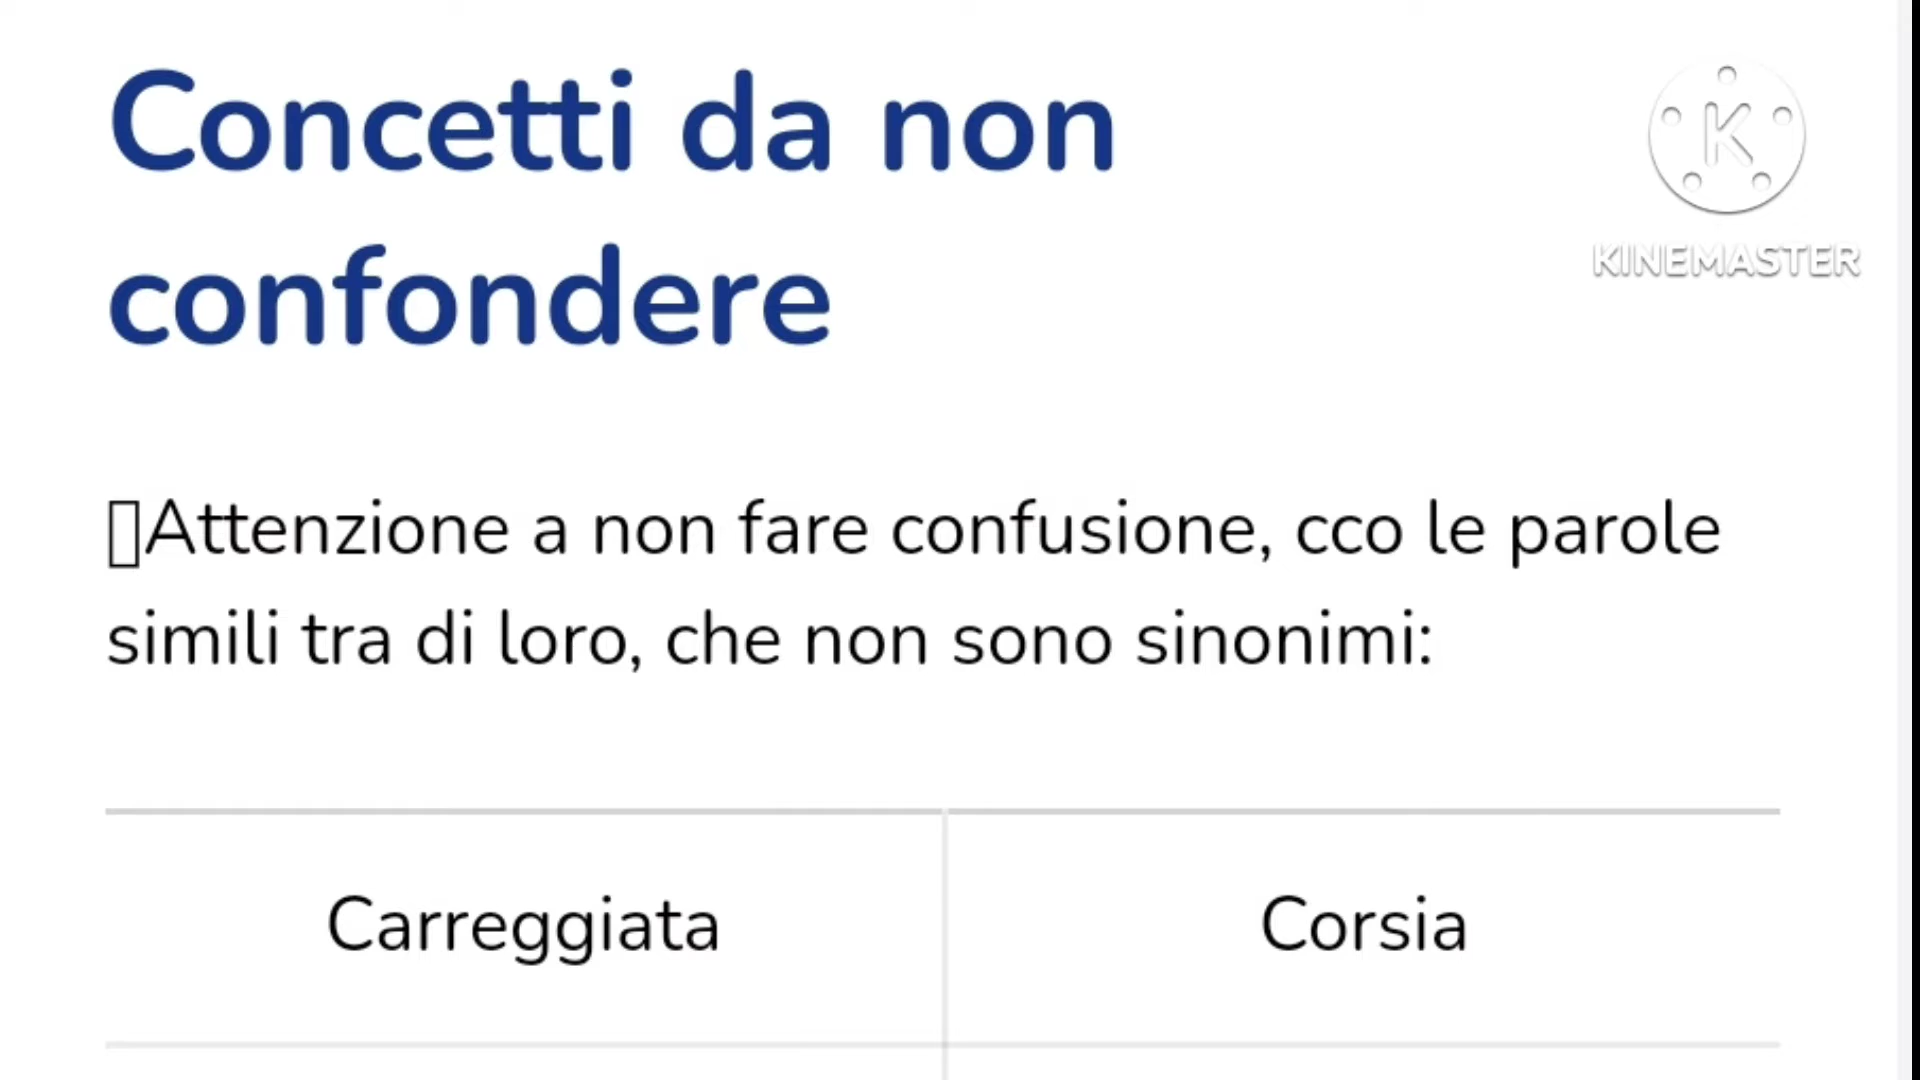 Concetti da non
confondere
KINEMASTER
▯Attenzione a non fare confusione, cco le parole
simili tra di loro, che non sono sinonimi:
Carreggiata Corsia